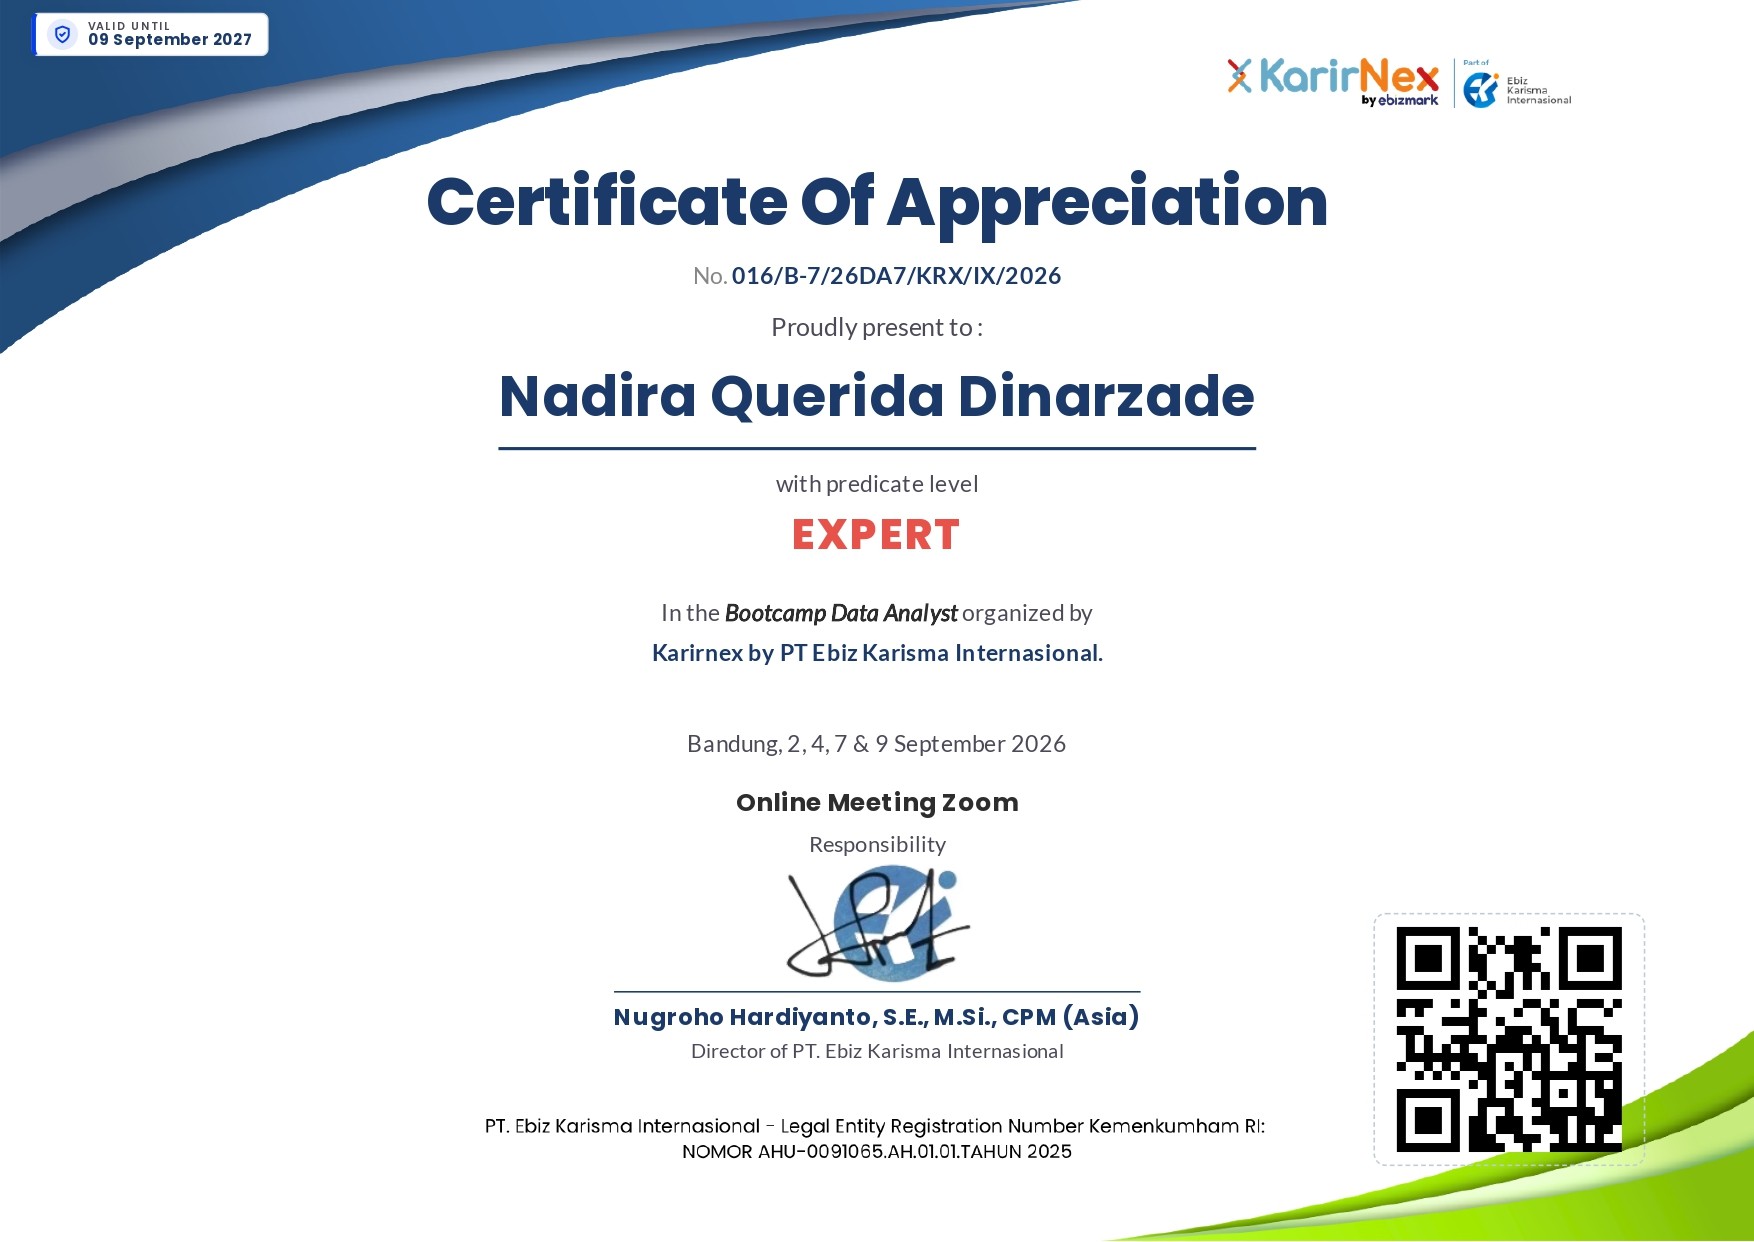 VALID UNTIL
09 September 2027
KarirNex
by ebizmark
Part of
Ebiz
Karisma
Internasional
Certificate Of Appreciation
No. 016/B-7/26DA7/KRX/IX/2026
Proudly present to :
Nadira Querida Dinarzade
with predicate level
EXPERT
In the Bootcamp Data Analyst organized by
Karirnex by PT Ebiz Karisma Internasional.
Bandung, 2, 4, 7 & 9 September 2026
Online Meeting Zoom
Responsibility
Nugroho Hardiyanto, S.E., M.Si., CPM (Asia)
Director of PT. Ebiz Karisma Internasional
PT. Ebiz Karisma Internasional - Legal Entity Registration Number Kemenkumham RI:
NOMOR AHU-0091065.AH.01.01.TAHUN 2025